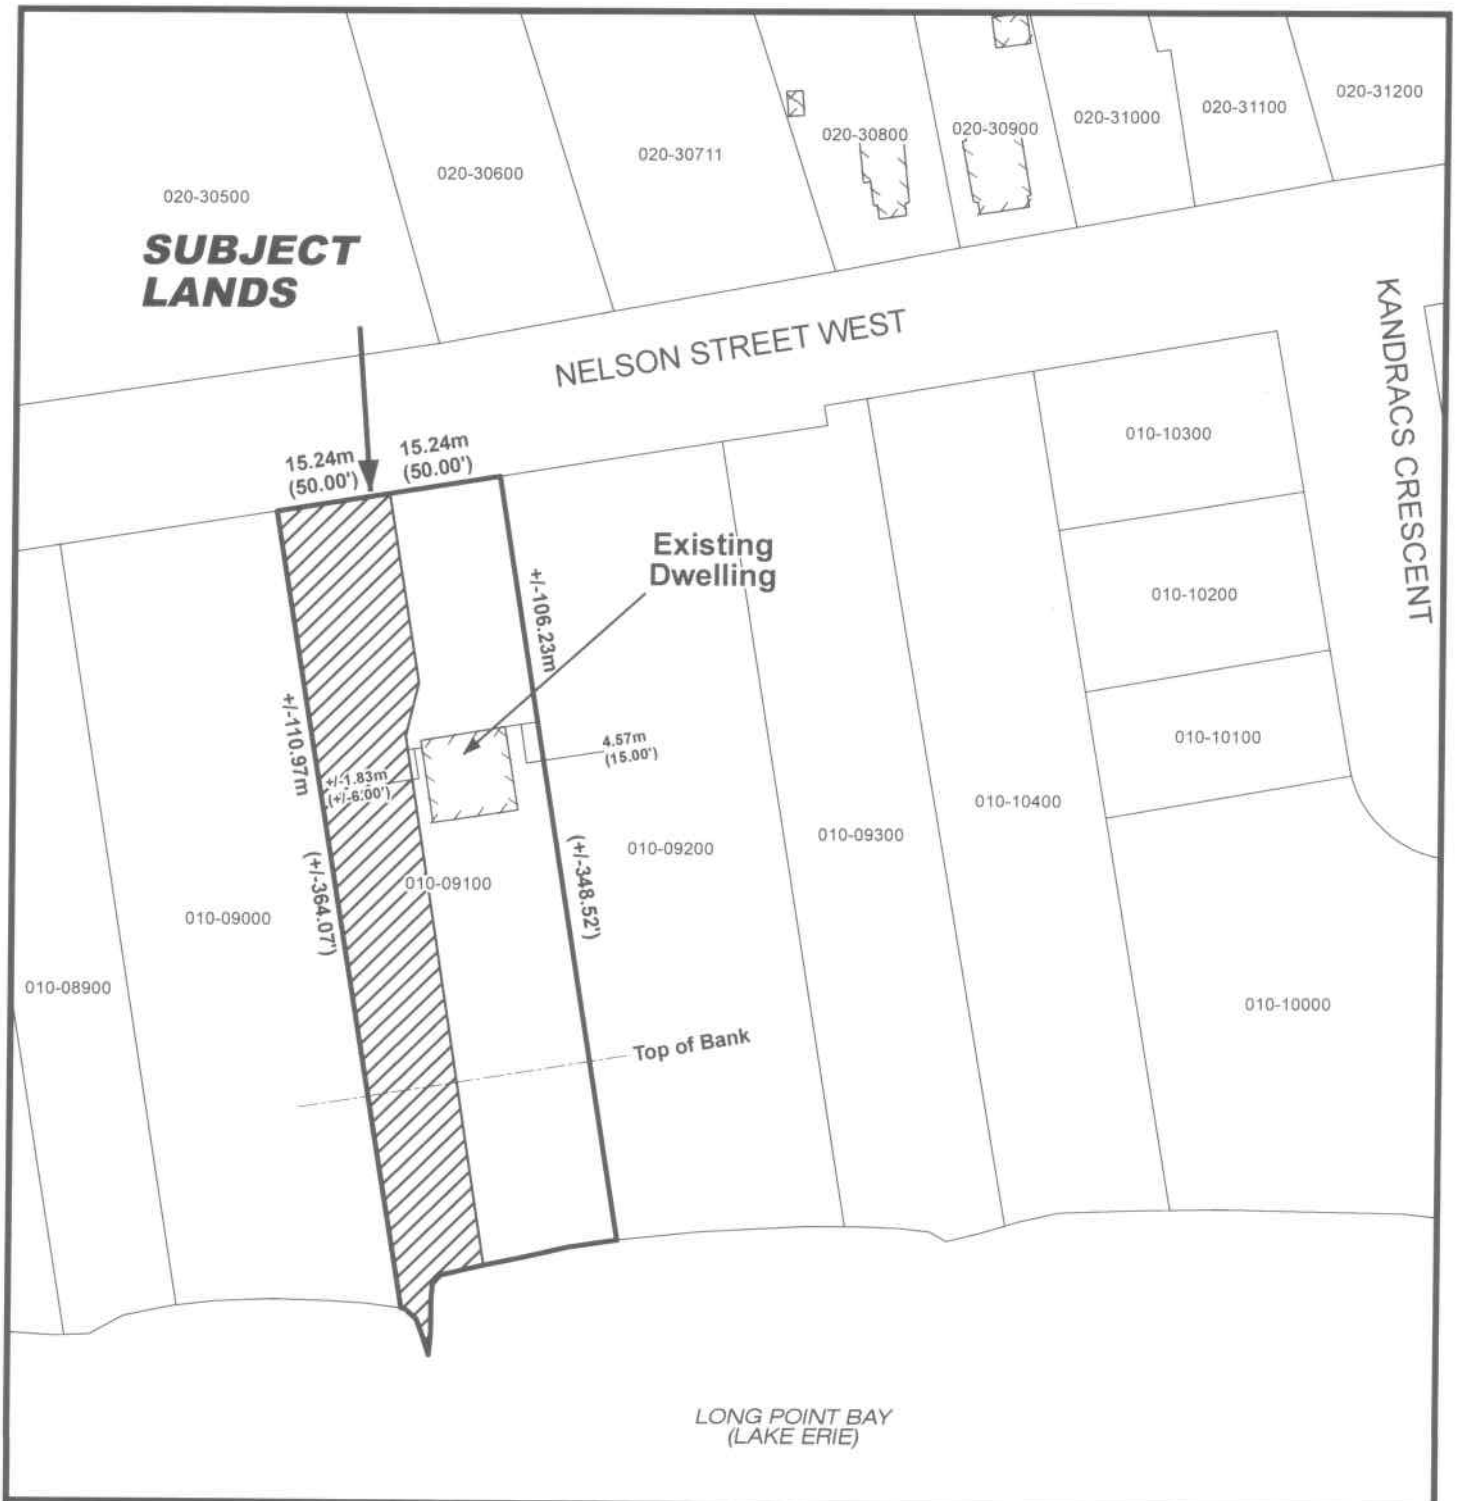 020-30500
020-30600
020-30711
020-30800
020-30900
020-31000
020-31100
020-31200
SUBJECT
LANDS
NELSON STREET WEST
KANDRACS CRESCENT
15.24m
(50.00')
15.24m
(50.00')
Existing
Dwelling
+/-106.23m
(+/-348.52')
+/-110.97m
(+/-364.07')
+/-1.83m
(+/-6.00')
4.57m
(15.00')
010-10300
010-10200
010-10100
010-10400
010-09300
010-09200
010-09100
010-09000
010-08900
010-10000
Top of Bank
LONG POINT BAY
(LAKE ERIE)